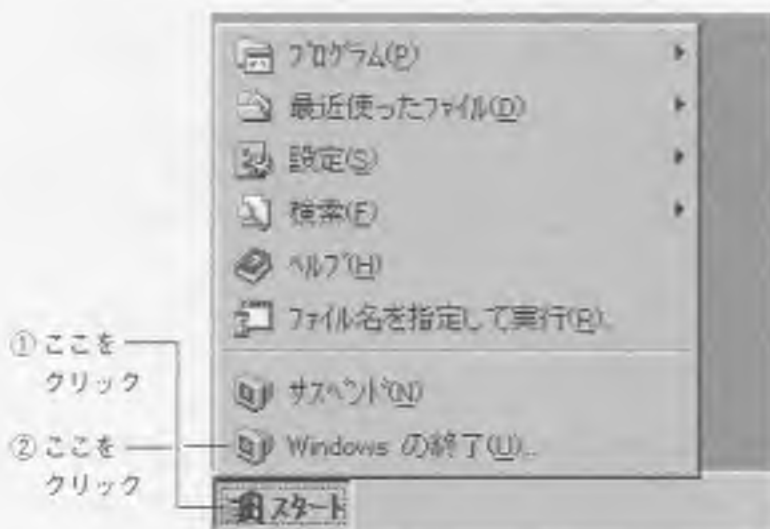 プログラム(P)
最近使ったファイル(D)
設定(S)
検索(F)
ヘルプ(H)
ファイル名を指定して実行(R)...
サスペンド(N)
Windows の終了(U)...
スタート
①ここを
クリック
②ここを
クリック